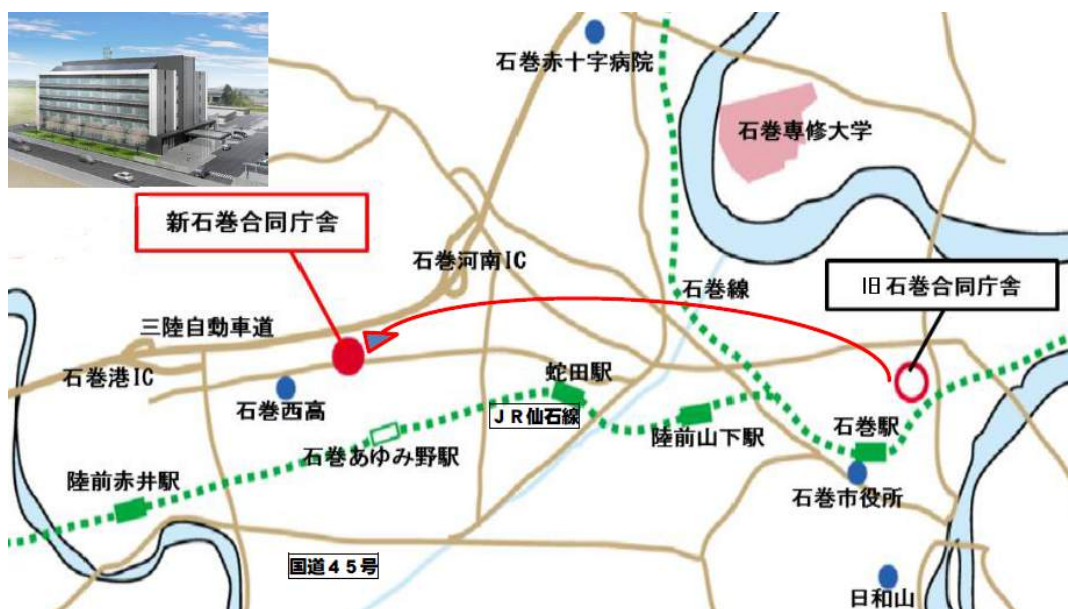 石巻赤十字病院
石巻専修大学
新石巻合同庁舎
石巻河南IC
石巻線
旧石巻合同庁舎
三陸自動車道
石巻港IC
蛇田駅
石巻西高
JR仙石線
石巻駅
陸前山下駅
石巻あゆみ野駅
陸前赤井駅
石巻市役所
国道45号
日和山